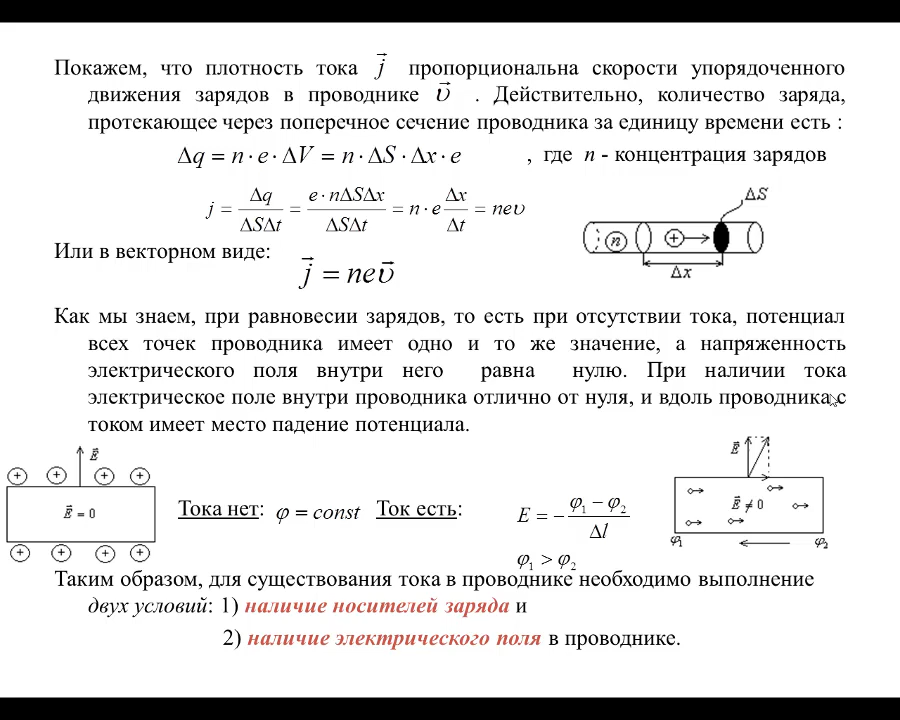 Покажем, что плотность тока j⃗ пропорциональна скорости упорядоченного
движения зарядов в проводнике υ⃗ . Действительно, количество заряда,
протекающее через поперечное сечение проводника за единицу времени есть :
Δq = n · e · ΔV = n · ΔS · Δx · e , где n - концентрация зарядов
j = Δq/ΔSΔt = e · nΔSΔx/ΔSΔt = n · e Δx/Δt = neυ
ΔS
n +
Δx
Или в векторном виде:
j⃗ = neυ⃗
Как мы знаем, при равновесии зарядов, то есть при отсутствии тока, потенциал
всех точек проводника имеет одно и то же значение, а напряженность
электрического поля внутри него равна нулю. При наличии тока
электрическое поле внутри проводника отлично от нуля, и вдоль проводника с
током имеет место падение потенциала.
E⃗
+ + + +
E⃗ = 0
+ + + +
Тока нет: φ = const Ток есть:
E = − φ₁ − φ₂/Δl
φ₁ > φ₂
E⃗
E⃗ ≠ 0
φ₁ φ₂
Таким образом, для существования тока в проводнике необходимо выполнение
двух условий: 1) наличие носителей заряда и
2) наличие электрического поля в проводнике.